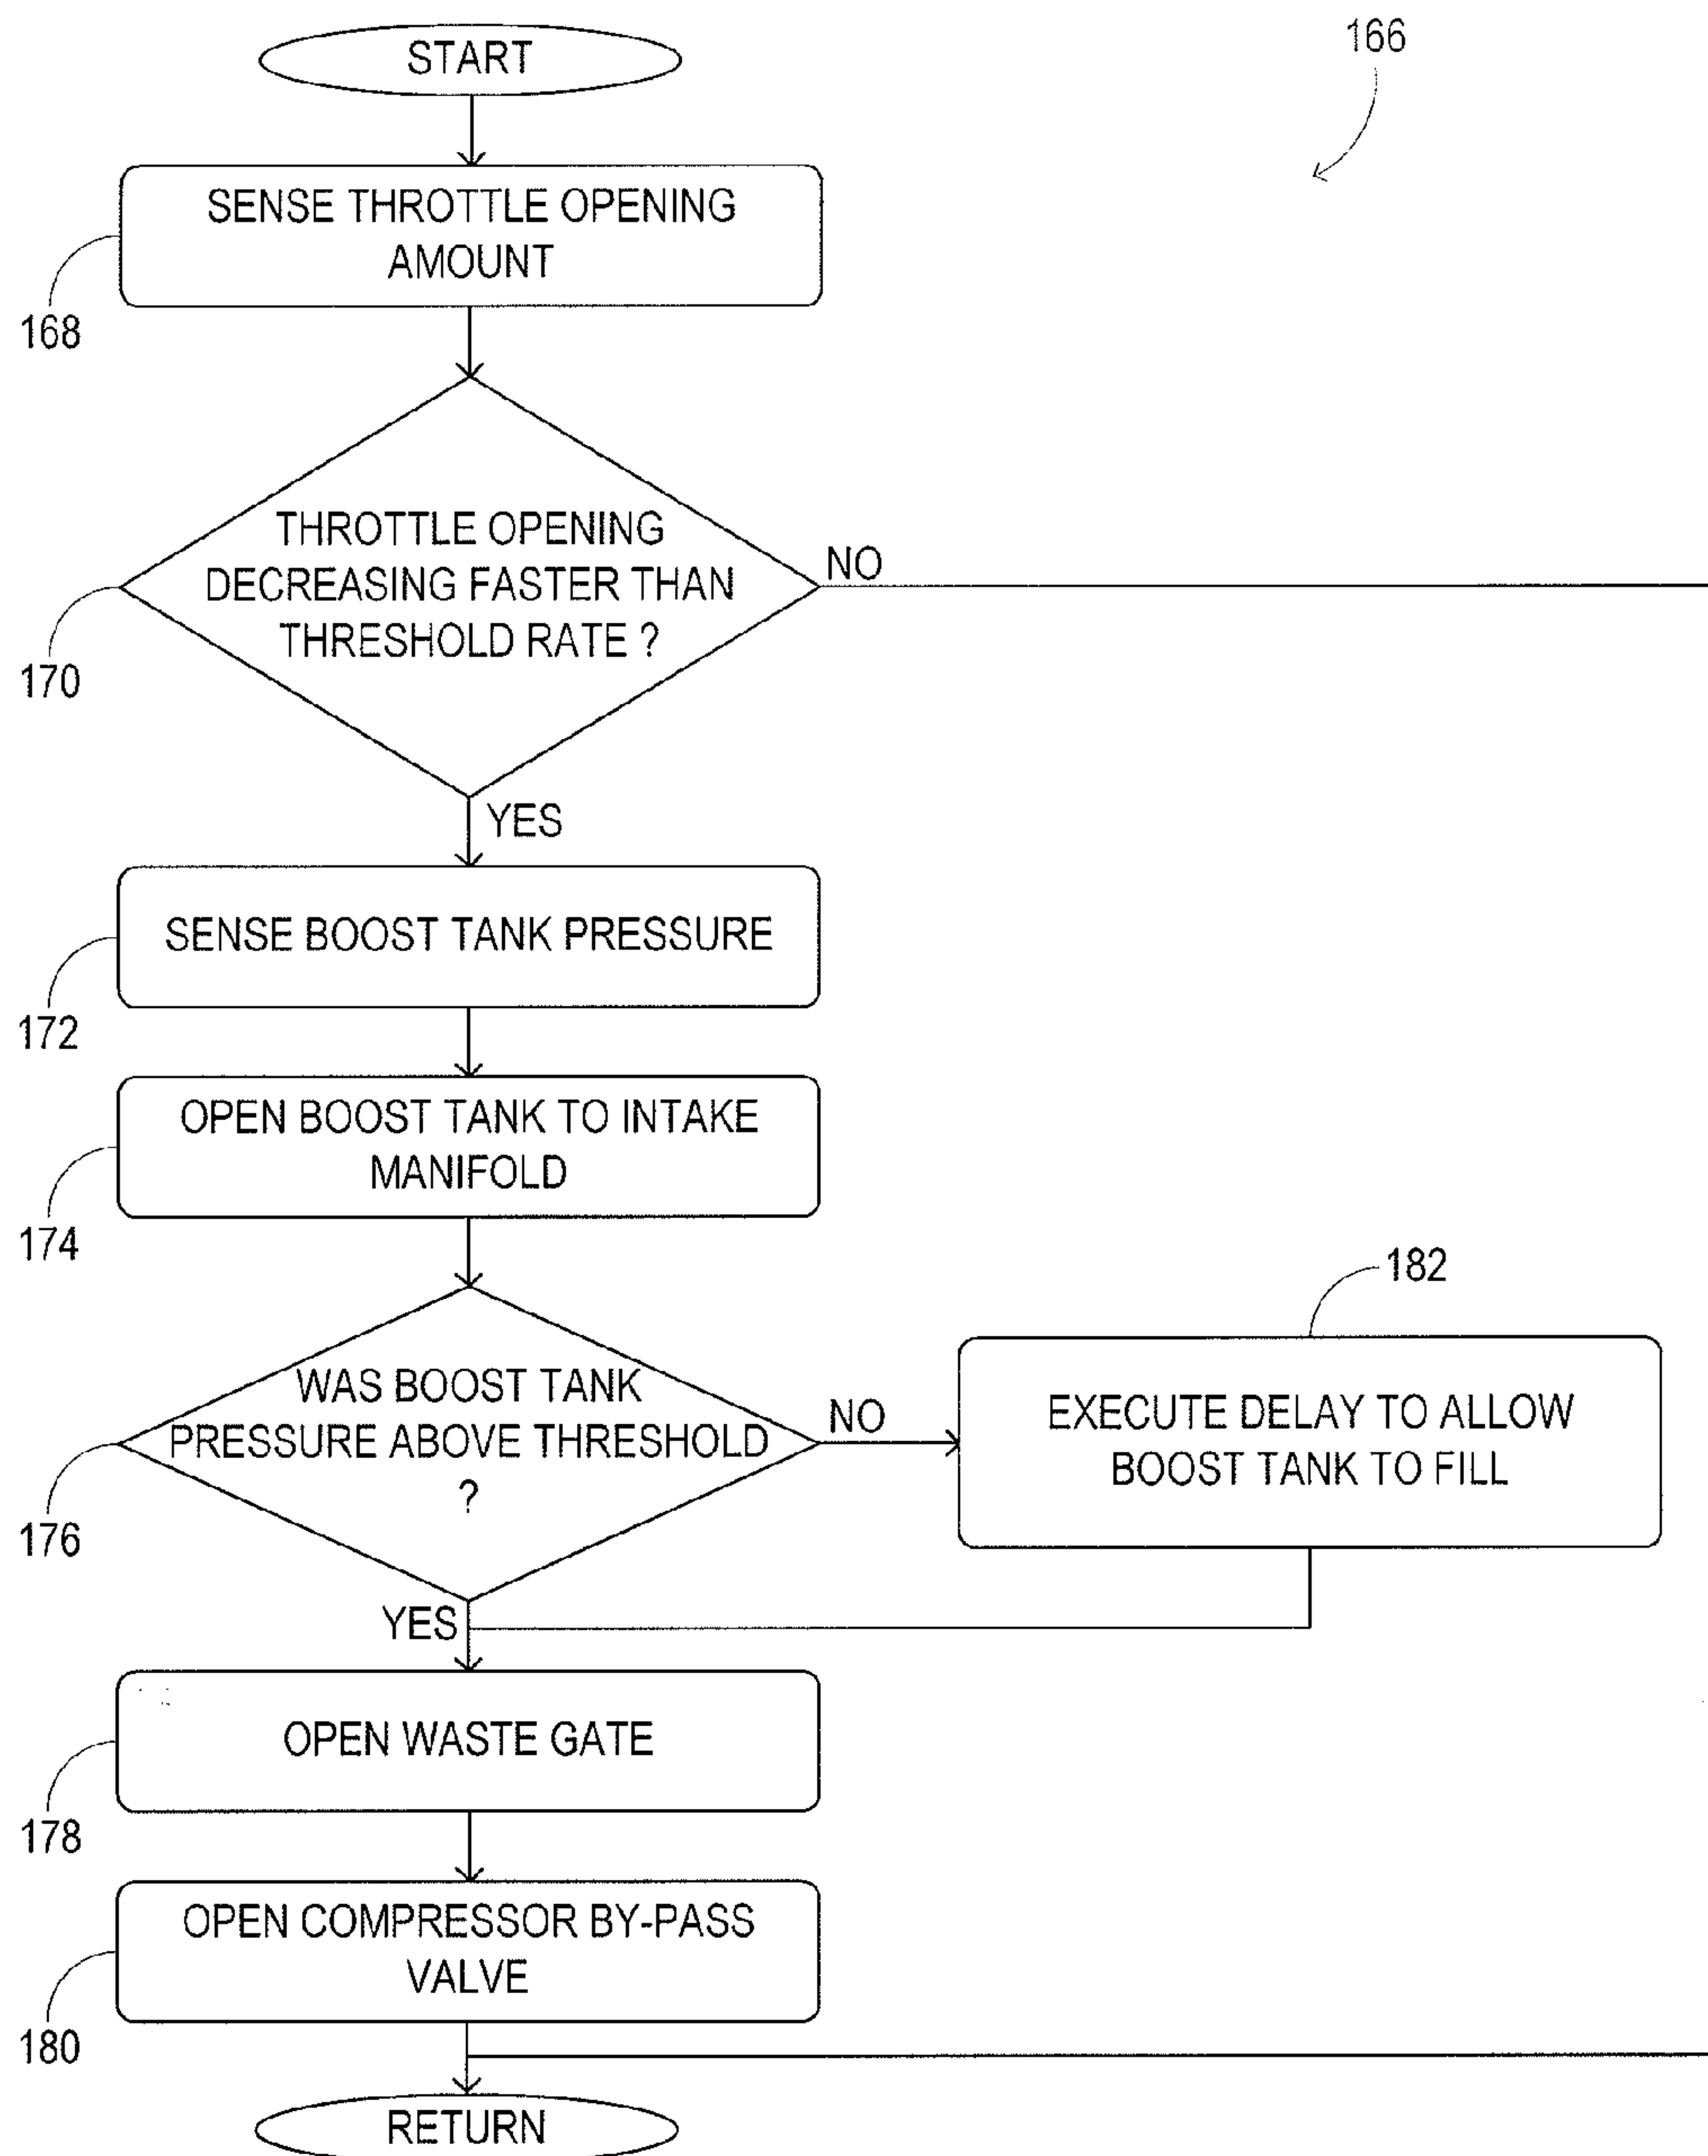 START
166
SENSE THROTTLE OPENING
AMOUNT
168
THROTTLE OPENING
DECREASING FASTER THAN
THRESHOLD RATE ?
NO
170
YES
SENSE BOOST TANK PRESSURE
172
OPEN BOOST TANK TO INTAKE
MANIFOLD
174
182
WAS BOOST TANK
PRESSURE ABOVE THRESHOLD
?
NO
EXECUTE DELAY TO ALLOW
BOOST TANK TO FILL
176
YES
OPEN WASTE GATE
178
OPEN COMPRESSOR BY-PASS
VALVE
180
RETURN